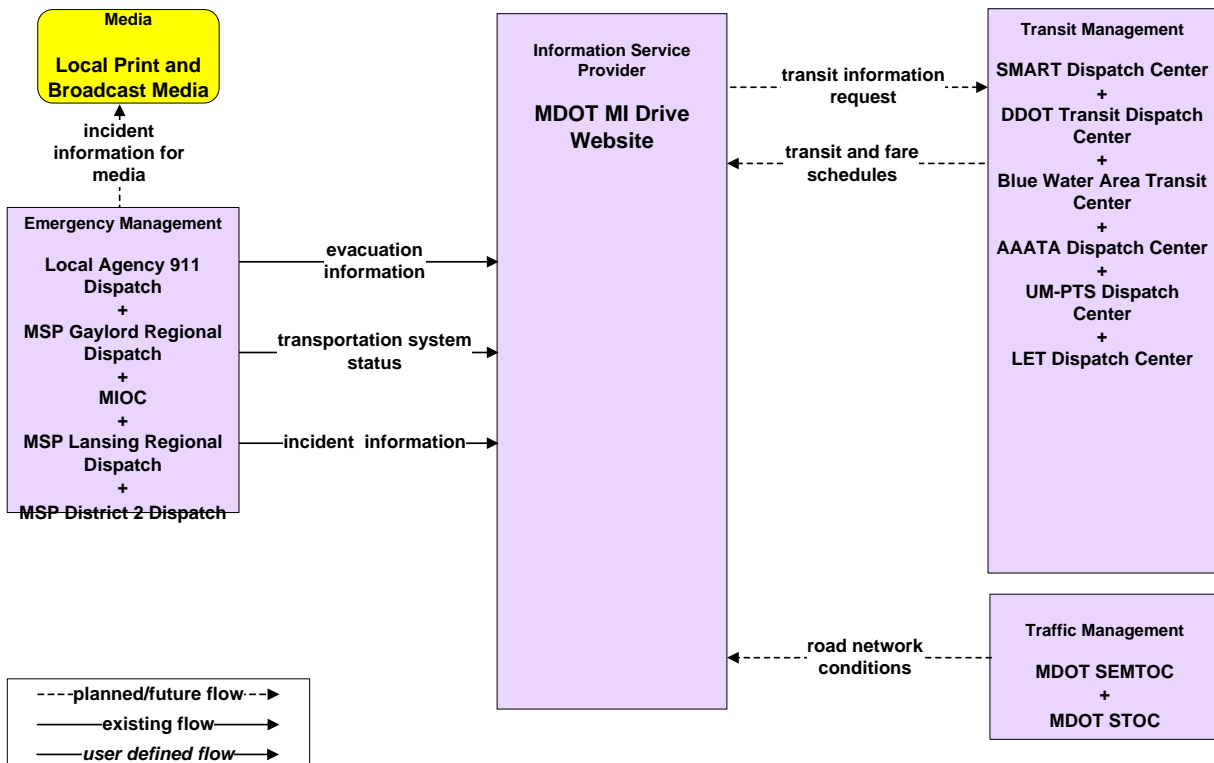 Media
Local Print and
Broadcast Media
incident
information for
media
Emergency Management
Local Agency 911
Dispatch
+
MSP Gaylord Regional
Dispatch
+
MIOC
+
MSP Lansing Regional
Dispatch
+
MSP District 2 Dispatch
evacuation
information
transportation system
status
incident information
Information Service
Provider
MDOT MI Drive
Website
transit information
request
transit and fare
schedules
road network
conditions
Transit Management
SMART Dispatch Center
+
DDOT Transit Dispatch
Center
+
Blue Water Area Transit
Center
+
AAATA Dispatch Center
+
UM-PTS Dispatch
Center
+
LET Dispatch Center
Traffic Management
MDOT SEMTOC
+
MDOT STOC
planned/future flow
existing flow
user defined flow